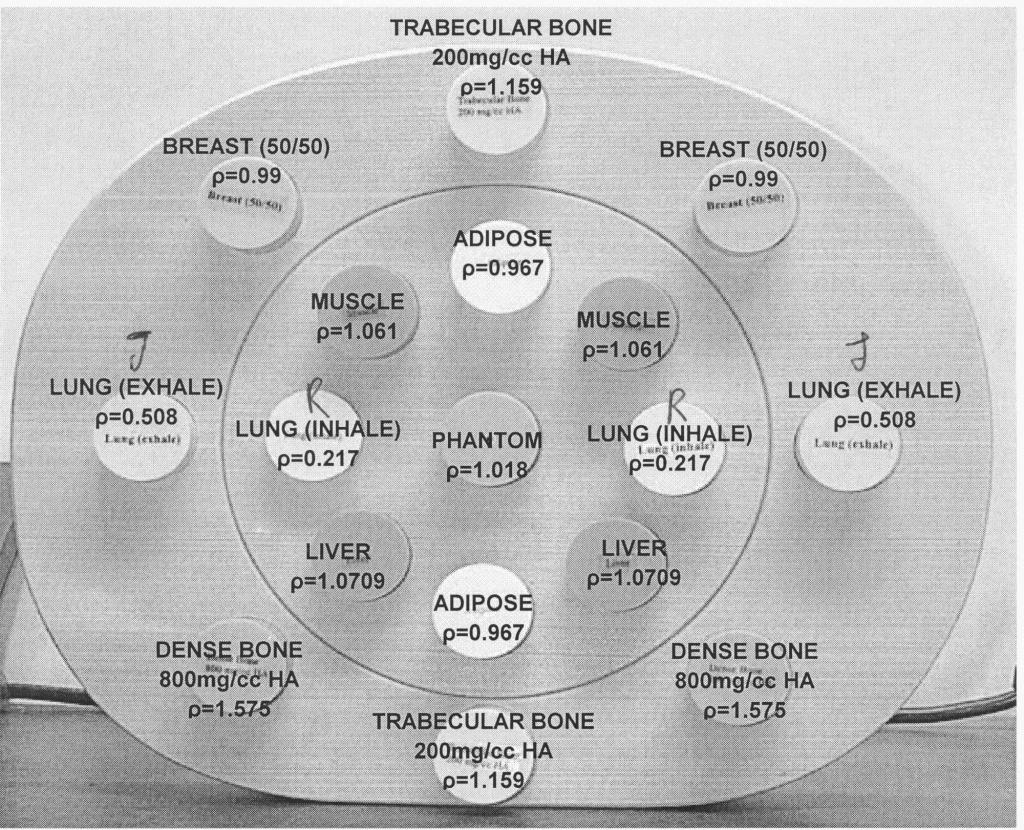 TRABECULAR BONE
200mg/cc HA
ρ=1.159
Trabecular Bone
200 mg/cc HA
BREAST (50/50)
ρ=0.99
Breast (50/50)
BREAST (50/50)
ρ=0.99
Breast (50/50)
ADIPOSE
ρ=0.967
MUSCLE
ρ=1.061
MUSCLE
ρ=1.061
J
LUNG (EXHALE)
ρ=0.508
Lung (exhale)
R
LUNG (INHALE)
ρ=0.217
PHANTOM
ρ=1.018
R
LUNG (INHALE)
Lung (inhale)
ρ=0.217
J
LUNG (EXHALE)
ρ=0.508
Lung (exhale)
LIVER
ρ=1.0709
LIVER
Liver
ρ=1.0709
ADIPOSE
ρ=0.967
DENSE BONE
800mg/cc HA
ρ=1.575
DENSE BONE
Dense Bone
800mg/cc HA
ρ=1.575
TRABECULAR BONE
200mg/cc HA
ρ=1.159